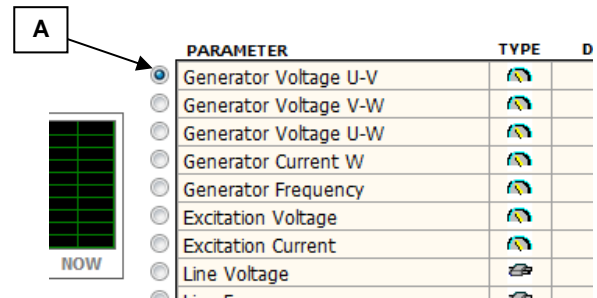 A
PARAMETER TYPE D
Generator Voltage U-V
Generator Voltage V-W
Generator Voltage U-W
Generator Current W
Generator Frequency
Excitation Voltage
Excitation Current
NOW
Line Voltage